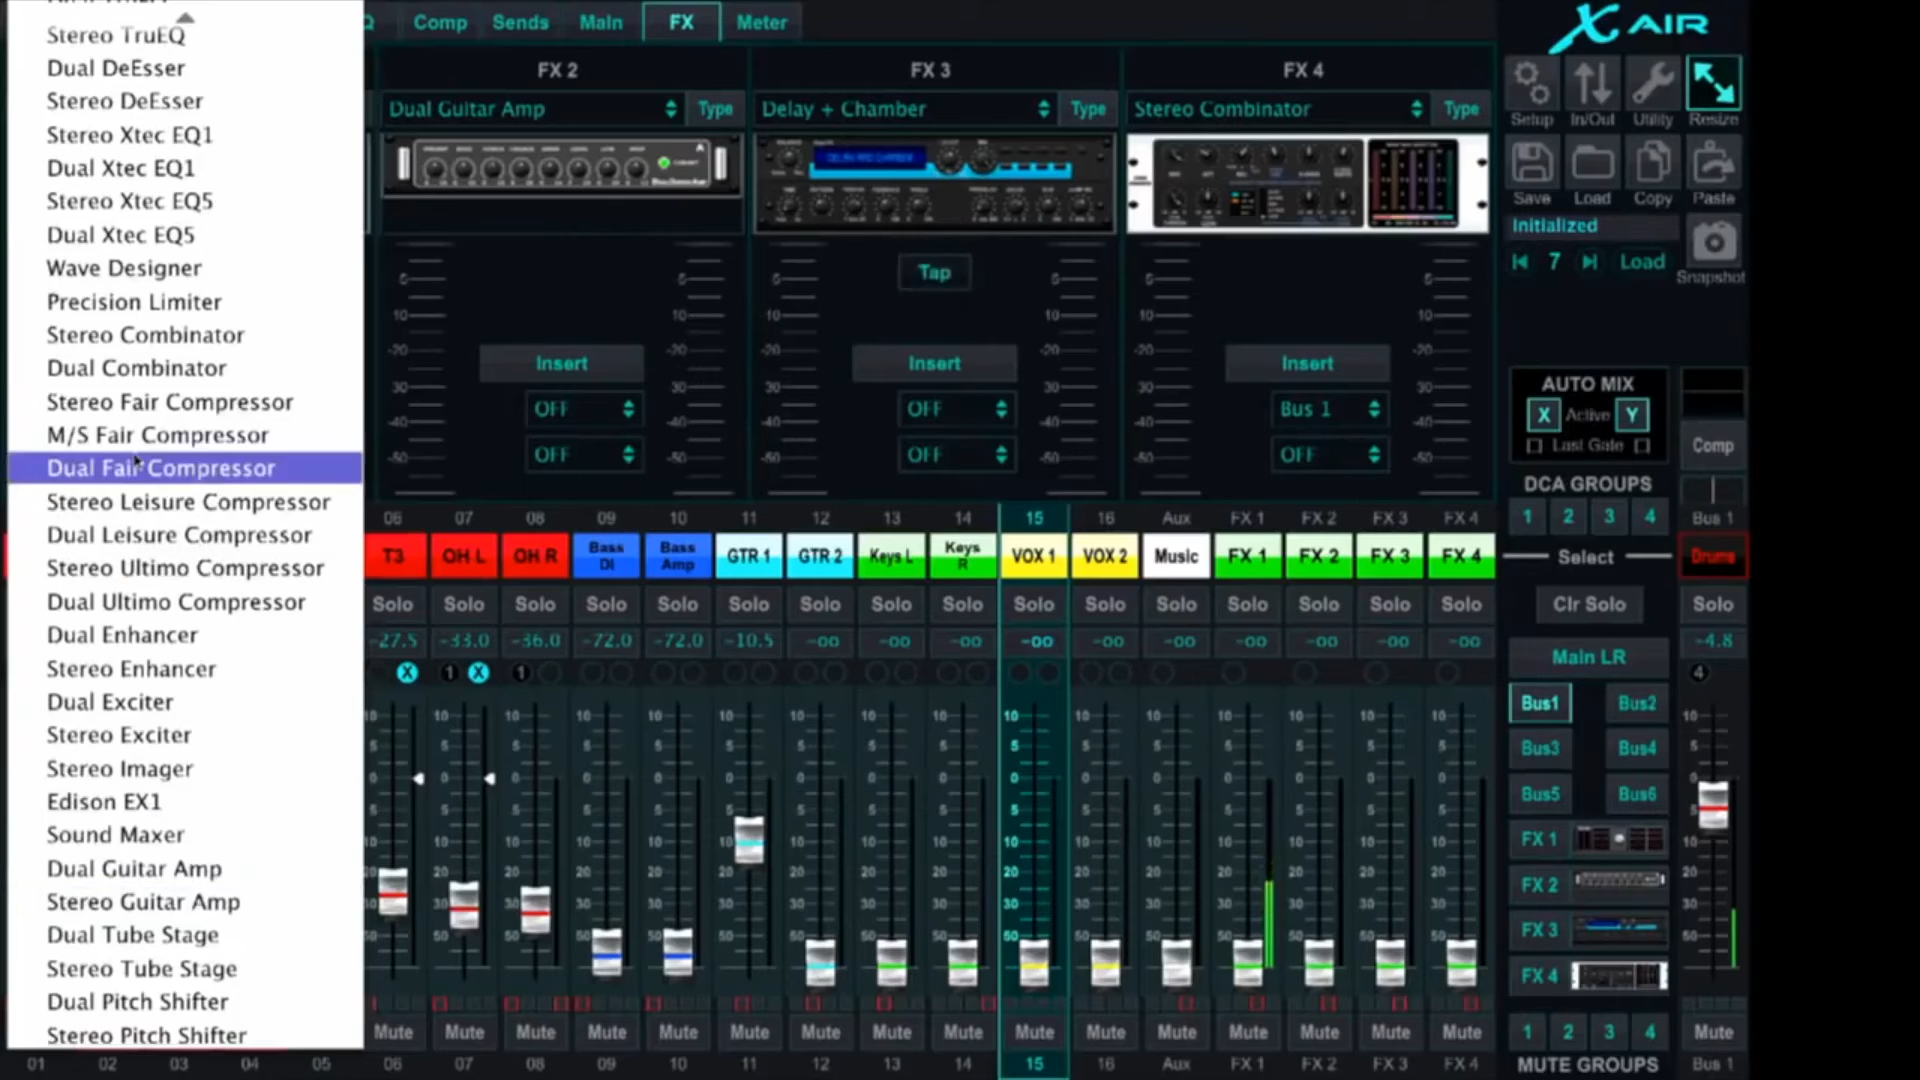 Stereo TruEQ
Dual DeEsser
Stereo DeEsser
Stereo Xtec EQ1
Dual Xtec EQ1
Stereo Xtec EQ5
Dual Xtec EQ5
Wave Designer
Precision Limiter
Stereo Combinator
Dual Combinator
Stereo Fair Compressor
M/S Fair Compressor
Dual Fair Compressor
Stereo Leisure Compressor
Dual Leisure Compressor
Stereo Ultimo Compressor
Dual Ultimo Compressor
Dual Enhancer
Stereo Enhancer
Dual Exciter
Stereo Exciter
Stereo Imager
Edison EX1
Sound Maxer
Dual Guitar Amp
Stereo Guitar Amp
Dual Tube Stage
Stereo Tube Stage
Dual Pitch Shifter
Stereo Pitch Shifter
Comp Sends Main FX Meter
FX 2 FX 3 FX 4
Dual Guitar Amp Type Delay + Chamber Type Stereo Combinator Type
Tap
Insert Insert Insert
OFF OFF Bus 1
OFF OFF OFF
06 07 08 09 10 11 12 13 14 15 16 Aux FX 1 FX 2 FX 3 FX 4
T3 OH L OH R Bass DI Bass Amp GTR 1 GTR 2 Keys L Keys R VOX 1 VOX 2 Music FX 1 FX 2 FX 3 FX 4
Solo Solo Solo Solo Solo Solo Solo Solo Solo Solo Solo Solo Solo Solo Solo Solo
-27.5 -33.0 -36.0 -72.0 -72.0 -10.5 -oo -oo -oo -oo -oo -oo -oo -oo -oo -oo
X 1 X 1
Mute Mute Mute Mute Mute Mute Mute Mute Mute Mute Mute Mute Mute Mute Mute Mute
01 02 03 04 05 06 07 08 09 10 11 12 13 14 15 16 Aux FX 1 FX 2 FX 3 FX 4
X AIR
Setup In/Out Utility Resize
Save Load Copy Paste
Initialized
7 Load Snapshot
AUTO MIX
X Active Y
Last Gate
Comp
DCA GROUPS
1 2 3 4
Bus 1
Select
Drums
Clr Solo Solo
Main LR
-4.8
4
Bus1 Bus2
Bus3 Bus4
Bus5 Bus6
FX 1
FX 2
FX 3
FX 4
1 2 3 4 Mute
MUTE GROUPS Bus 1